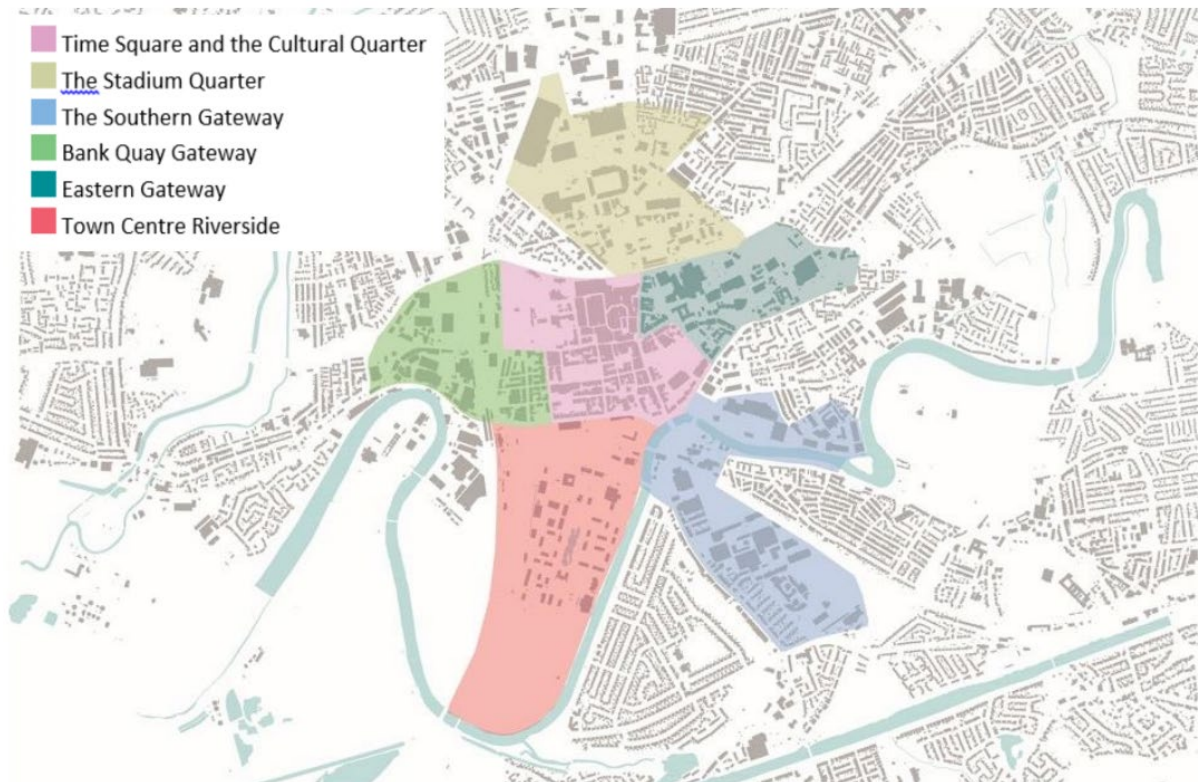 Time Square and the Cultural Quarter
The Stadium Quarter
The Southern Gateway
Bank Quay Gateway
Eastern Gateway
Town Centre Riverside